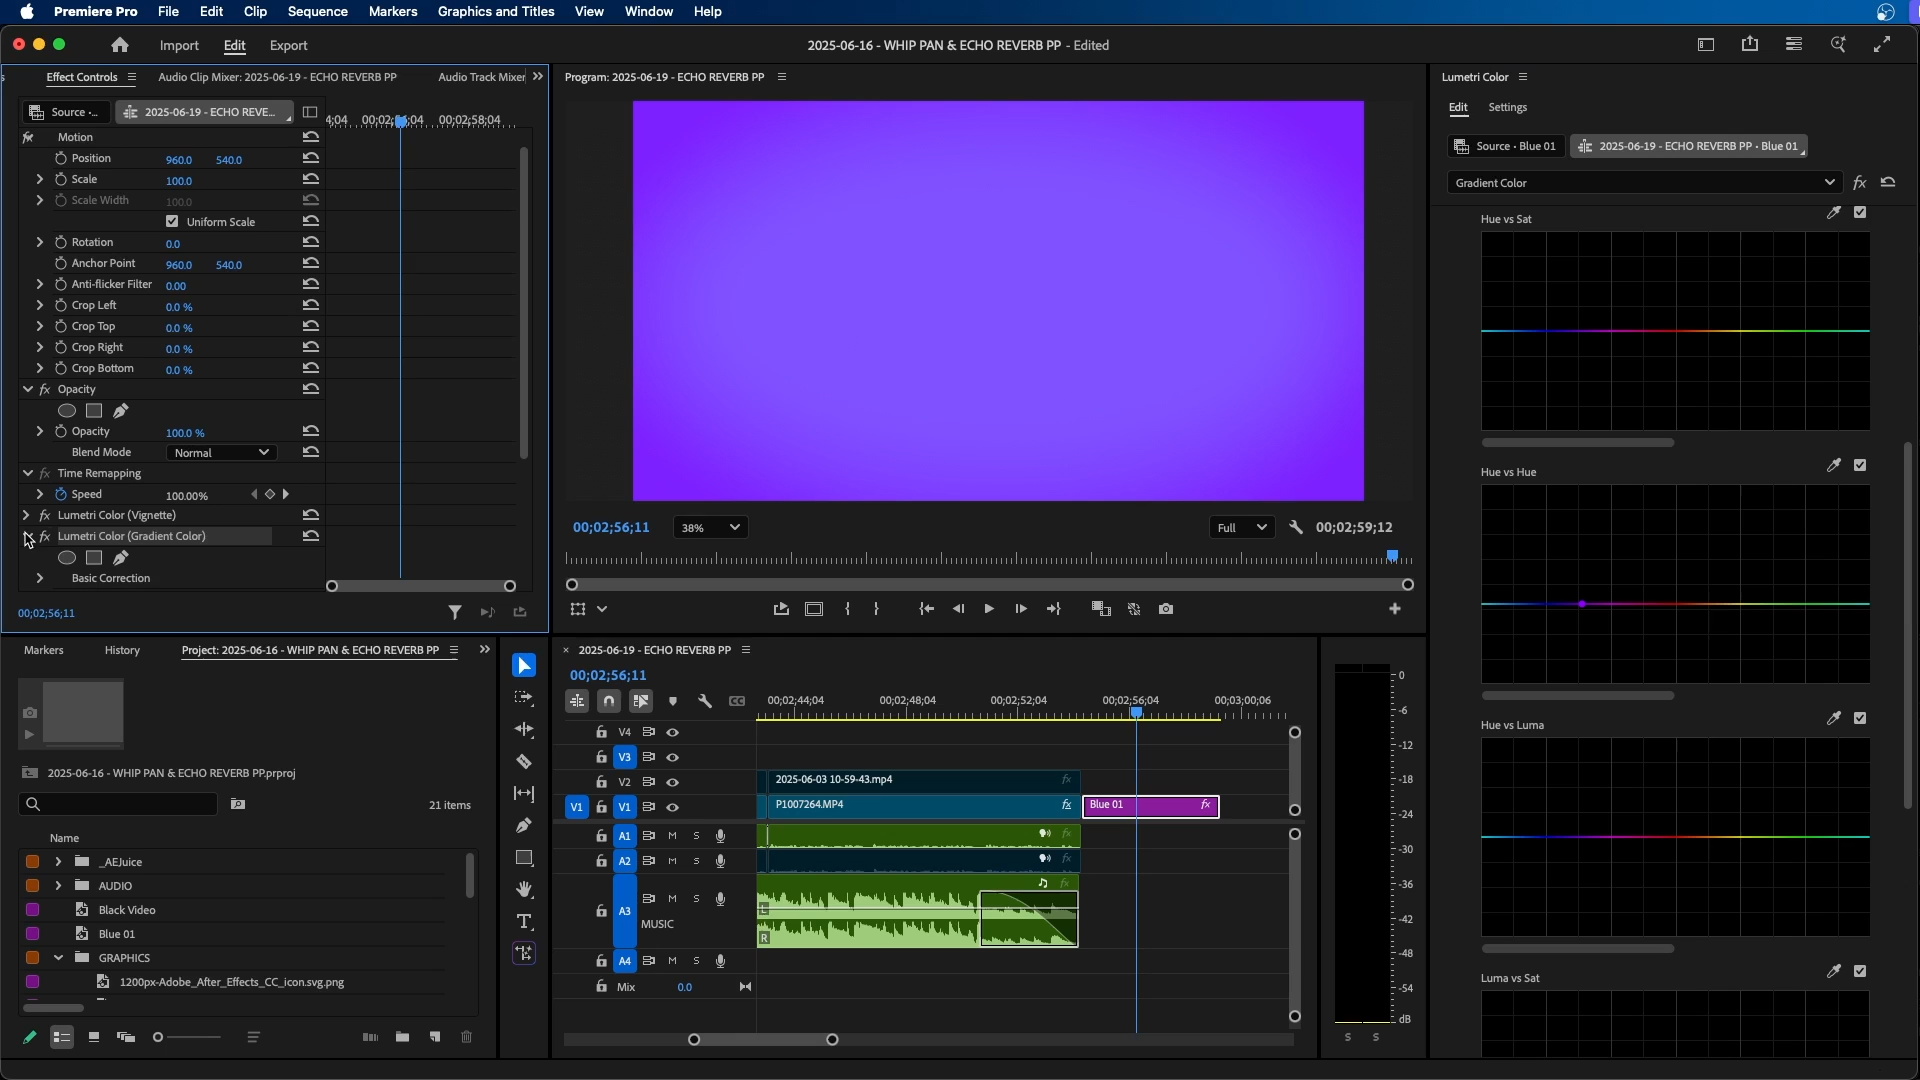 Premiere Pro File Edit Clip Sequence Markers Graphics and Titles View Window Help
Import Edit Export
2025-06-16 - WHIP PAN & ECHO REVERB PP - Edited
Effect Controls Audio Clip Mixer: 2025-06-19 - ECHO REVERB PP Audio Track Mixer
Source · ... 2025-06-19 - ECHO REVE...
00;02;58;04
fx Motion
Position 960.0 540.0
Scale 100.0
Scale Width 100.0
Uniform Scale
Rotation 0.0
Anchor Point 960.0 540.0
Anti-flicker Filter 0.00
Crop Left 0.0 %
Crop Top 0.0 %
Crop Right 0.0 %
Crop Bottom 0.0 %
fx Opacity
Opacity 100.0 %
Blend Mode Normal
fx Time Remapping
Speed 100.00%
fx Lumetri Color (Vignette)
fx Lumetri Color (Gradient Color)
Basic Correction
00;02;56;11
Program: 2025-06-19 - ECHO REVERB PP
00;02;56;11 38% Full 00;02;59;12
Lumetri Color
Edit Settings
Source · Blue 01 2025-06-19 - ECHO REVERB PP · Blue 01
Gradient Color fx
Hue vs Sat
Hue vs Hue
Hue vs Luma
Luma vs Sat
Markers History Project: 2025-06-16 - WHIP PAN & ECHO REVERB PP
2025-06-16 - WHIP PAN & ECHO REVERB PP.prproj
21 items
Name
_AEJuice
AUDIO
Black Video
Blue 01
GRAPHICS
1200px-Adobe_After_Effects_CC_icon.svg.png
T
× 2025-06-19 - ECHO REVERB PP
00;02;56;11
CC
00;02;44;04 00;02;48;04 00;02;52;04 00;02;56;04 00;03;00;06
V4
V3
V2 2025-06-03 10-59-43.mp4 fx
V1 V1 P1007264.MP4 fx Blue 01 fx
A1 M S fx
A2 M S fx
A3 M S fx
MUSIC
L
R
A4 M S
Mix 0.0
0
-6
-12
-18
-24
-30
-36
-42
-48
-54
dB
S S